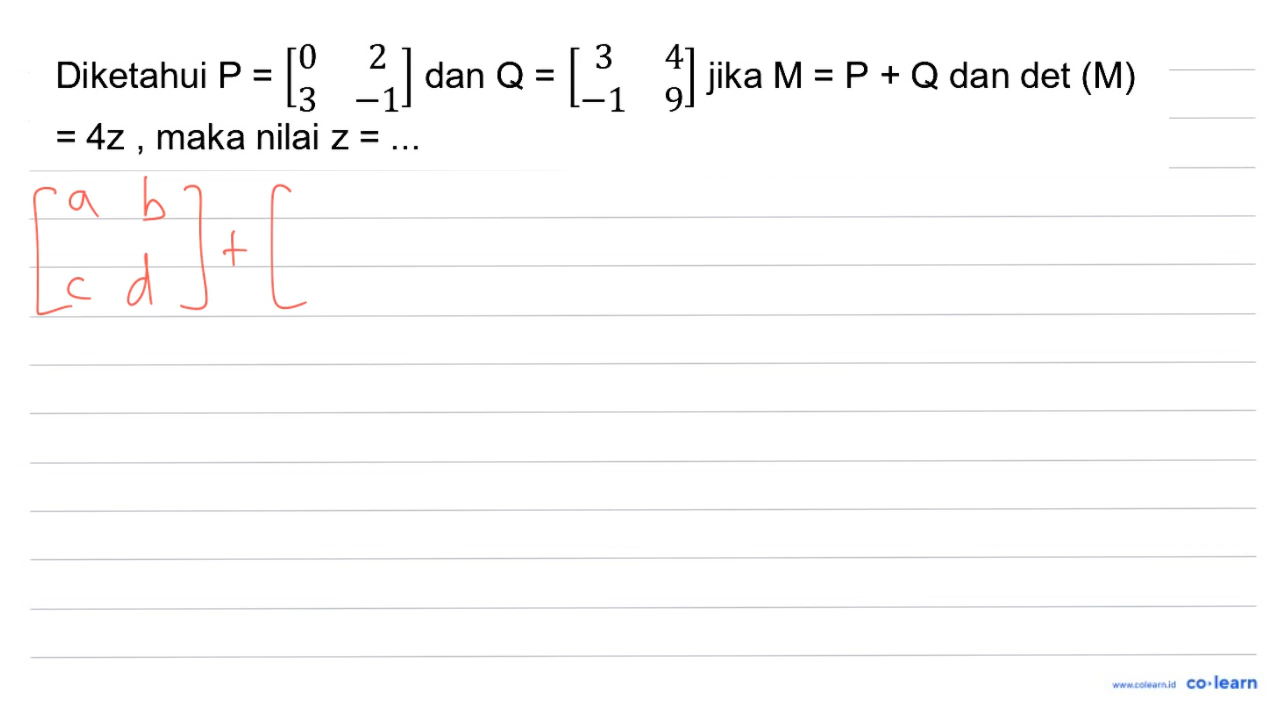 Diketahui P = [0 2 3 −1] dan Q = [3 4 −1 9] jika M = P + Q dan det (M)
= 4z , maka nilai z = ...
[a b
c d] + [
www.colearn.id co·learn